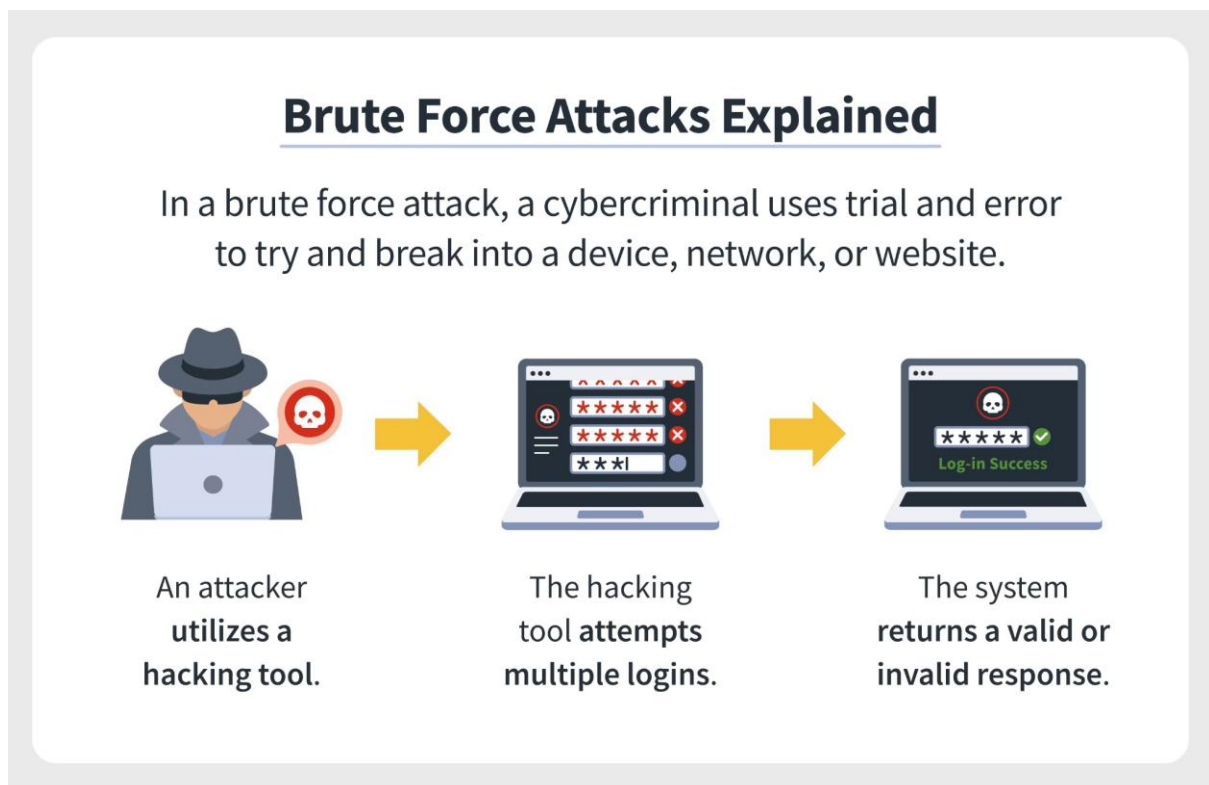 Brute Force Attacks Explained
In a brute force attack, a cybercriminal uses trial and error
to try and break into a device, network, or website.
*****
*****
*****
***
*****
Log-in Success
An attacker
utilizes a
hacking tool.
The hacking
tool attempts
multiple logins.
The system
returns a valid or
invalid response.